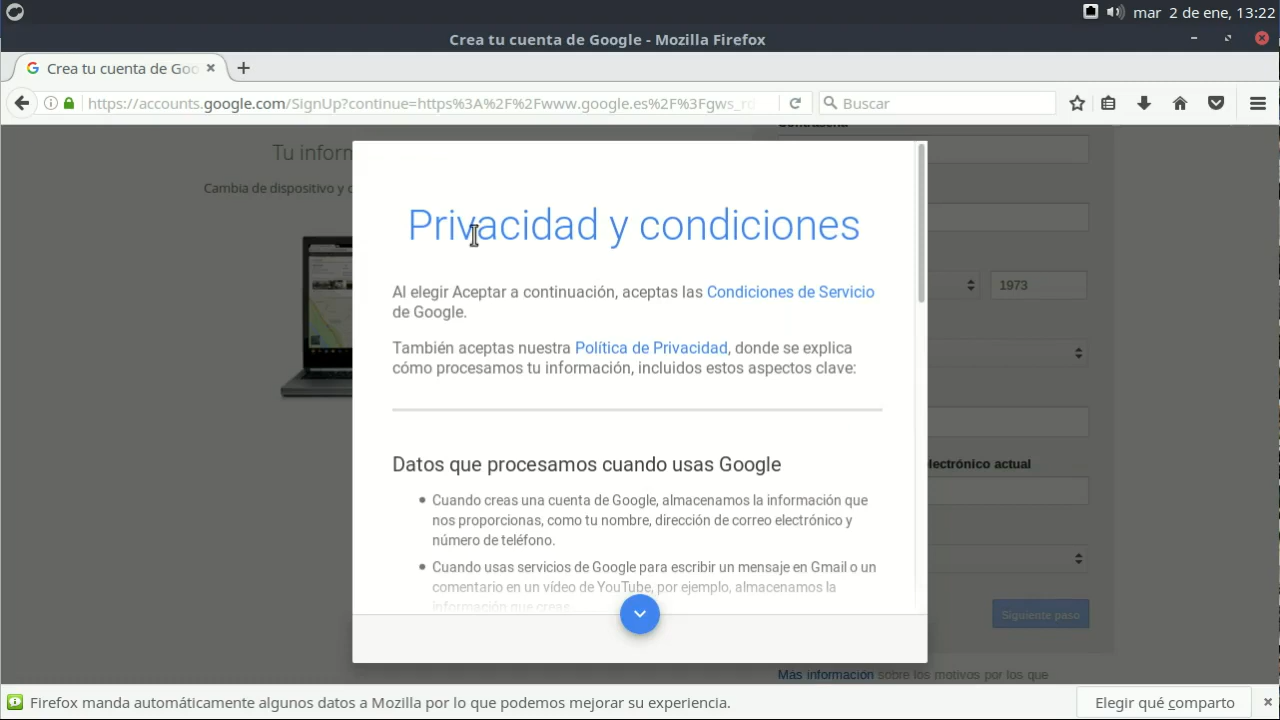 mar 2 de ene, 13:22
Crea tu cuenta de Google - Mozilla Firefox
Crea tu cuenta de Goo
https://accounts.google.com/SignUp?continue=https%3A%2F%2Fwww.google.es%2F%3Fgws_rd
Buscar
Contraseña
Tu inform
Cambia de dispositivo y c
Privacidad y condiciones
Al elegir Aceptar a continuación, aceptas las Condiciones de Servicio
de Google.
1973
También aceptas nuestra Política de Privacidad, donde se explica
cómo procesamos tu información, incluidos estos aspectos clave:
Datos que procesamos cuando usas Google
lectrónico actual
Cuando creas una cuenta de Google, almacenamos la información que
nos proporcionas, como tu nombre, dirección de correo electrónico y
número de teléfono.
Cuando usas servicios de Google para escribir un mensaje en Gmail o un
comentario en un vídeo de YouTube, por ejemplo, almacenamos la
información que creas.
Siguiente paso
Más información sobre los motivos por los que
Firefox manda automáticamente algunos datos a Mozilla por lo que podemos mejorar su experiencia.
Elegir qué comparto